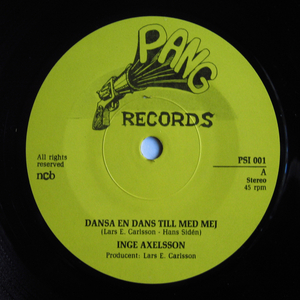 PANG
RECORDS
All rights
reserved
ncb
PSI 001
A
Stereo
45 rpm
DANSA EN DANS TILL MED MEJ
(Lars E. Carlsson - Hans Sidén)
INGE AXELSSON
Producent: Lars E. Carlsson